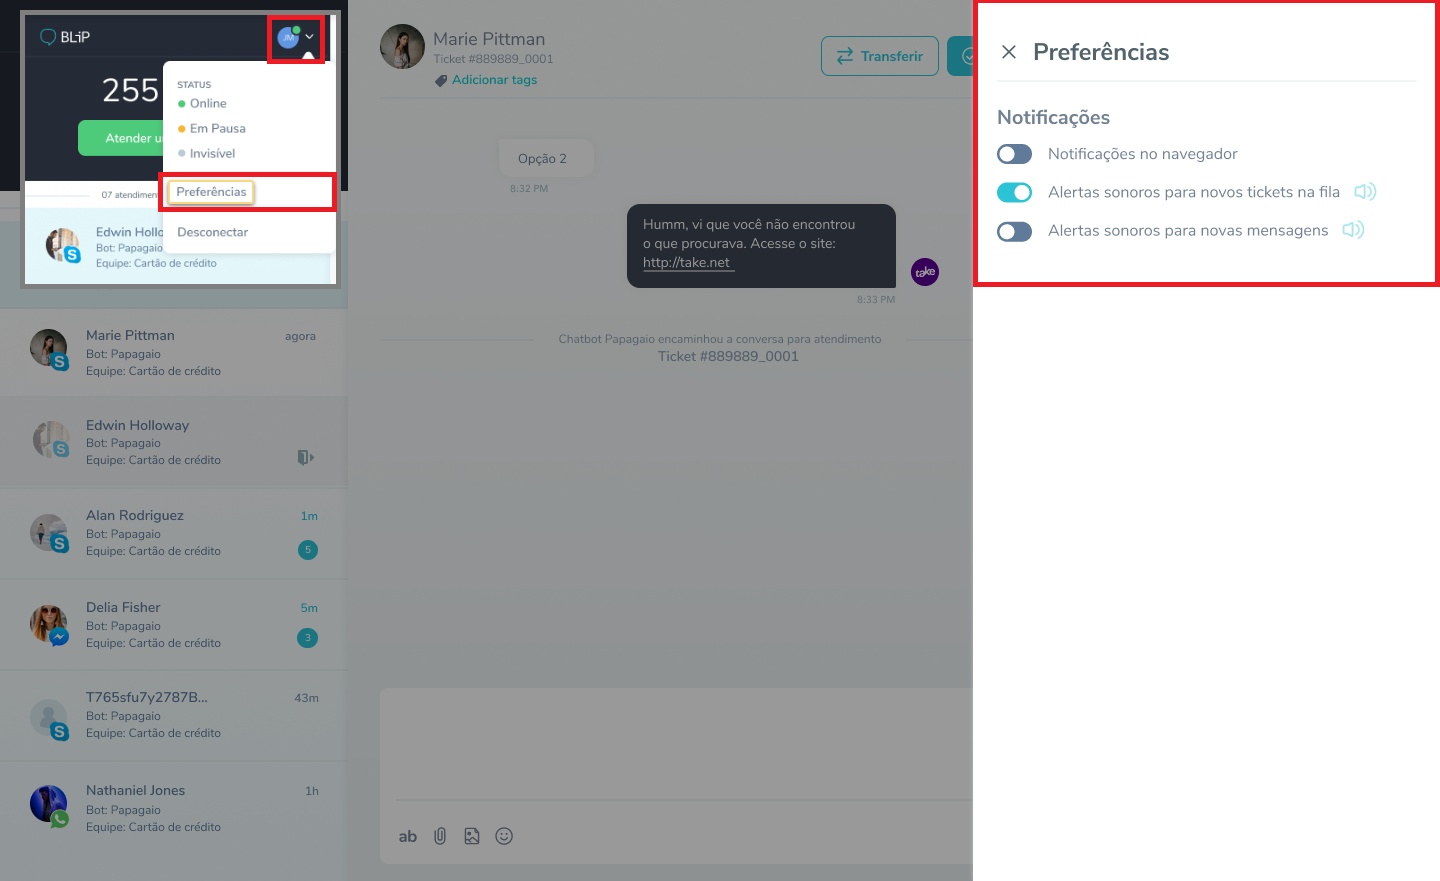 BLiP
JM
255
Atender u
07 atendiment
STATUS
Online
Em Pausa
Invisível
Preferências
Desconectar
Edwin Hollo
Bot: Papagaio
Equipe: Cartão de crédito
Marie Pittman
agora
Bot: Papagaio
Equipe: Cartão de crédito
Edwin Holloway
Bot: Papagaio
Equipe: Cartão de crédito
Alan Rodriguez
1m
Bot: Papagaio
Equipe: Cartão de crédito
5
Delia Fisher
5m
Bot: Papagaio
Equipe: Cartão de crédito
3
T765sfu7y2787B...
43m
Bot: Papagaio
Equipe: Cartão de crédito
Nathaniel Jones
1h
Bot: Papagaio
Equipe: Cartão de crédito
Marie Pittman
Ticket #889889_0001
Adicionar tags
Transferir
Opção 2
8:32 PM
Humm, vi que você não encontrou
o que procurava. Acesse o site:
http://take.net
take
8:33 PM
Chatbot Papagaio encaminhou a conversa para atendimento
Ticket #889889_0001
ab
Preferências
Notificações
Notificações no navegador
Alertas sonoros para novos tickets na fila
Alertas sonoros para novas mensagens